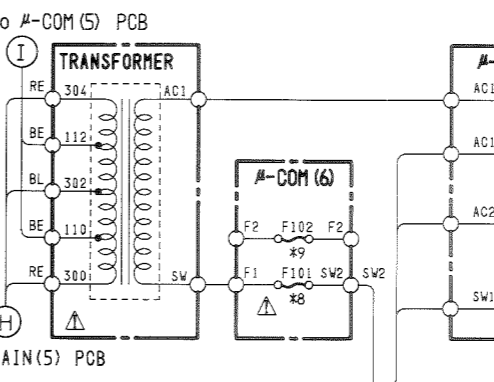 o μ-COM(5) PCB
I
TRANSFORMER
μ-
RE 304 AC1
AC1
BE 112
AC1
μ-COM(6)
BL 302
AC2
BE 110
F2 F102 F2
*9
RE 300 SW
F1 F101 SW2 SW2
*8
SW1
!
!
H
AIN(5) PCB